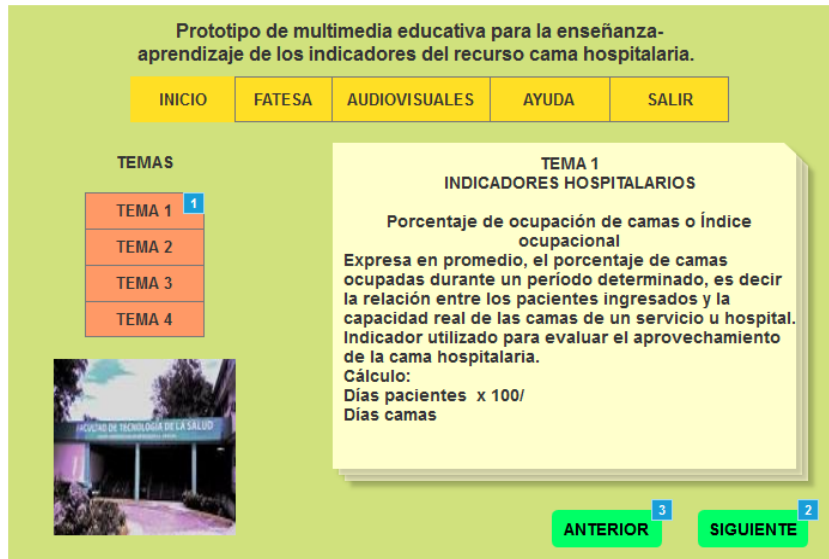 Prototipo de multimedia educativa para la enseñanza-
aprendizaje de los indicadores del recurso cama hospitalaria.
INICIO
FATESA
AUDIOVISUALES
AYUDA
SALIR
TEMAS
TEMA 1
1
TEMA 2
TEMA 3
TEMA 4
FACULTAD DE TECNOLOGÍA DE LA SALUD
TEMA 1
INDICADORES HOSPITALARIOS
Porcentaje de ocupación de camas o Índice
ocupacional
Expresa en promedio, el porcentaje de camas
ocupadas durante un período determinado, es decir
la relación entre los pacientes ingresados y la
capacidad real de las camas de un servicio u hospital.
Indicador utilizado para evaluar el aprovechamiento
de la cama hospitalaria.
Cálculo:
Días pacientes x 100/
Días camas
ANTERIOR
3
SIGUIENTE
2